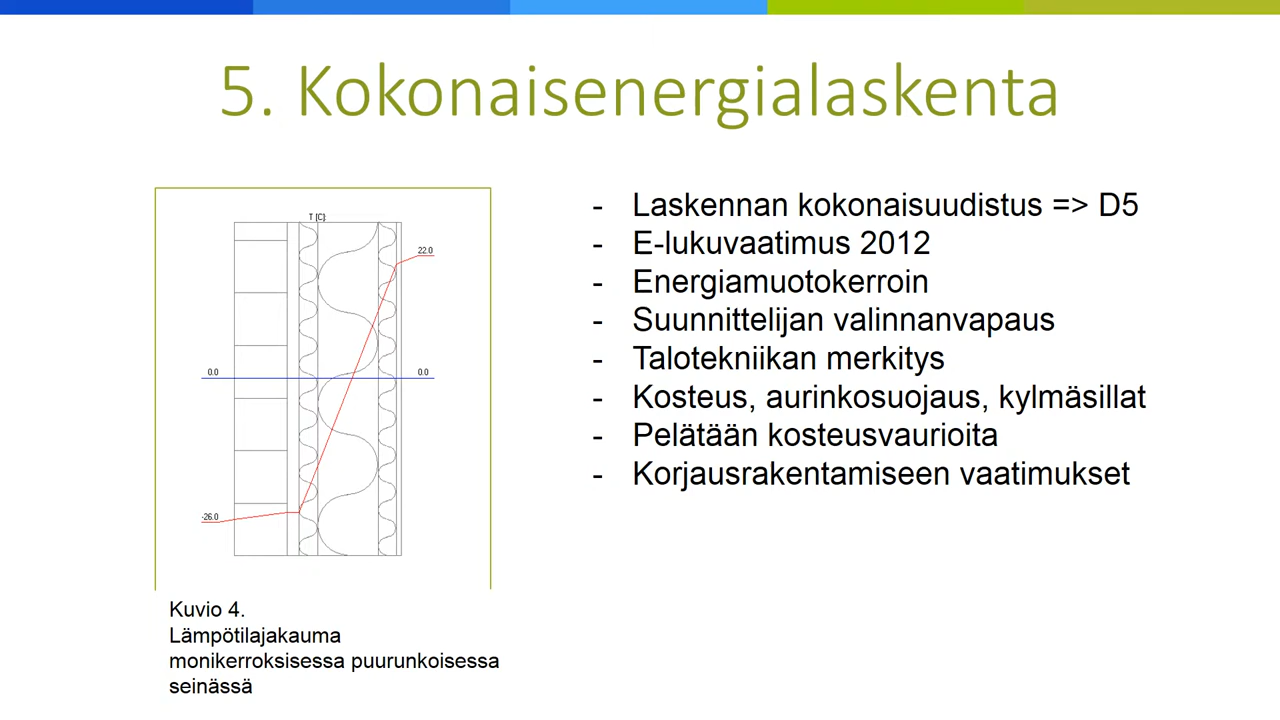 5. Kokonaisenergialaskenta
T [C]:
22.0
0.0
0.0
-26.0
Kuvio 4.
Lämpötilajakauma
monikerroksisessa puurunkoisessa
seinässä
- Laskennan kokonaisuudistus => D5
- E-lukuvaatimus 2012
- Energiamuotokerroin
- Suunnittelijan valinnanvapaus
- Talotekniikan merkitys
- Kosteus, aurinkosuojaus, kylmäsillat
- Pelätään kosteusvaurioita
- Korjausrakentamiseen vaatimukset